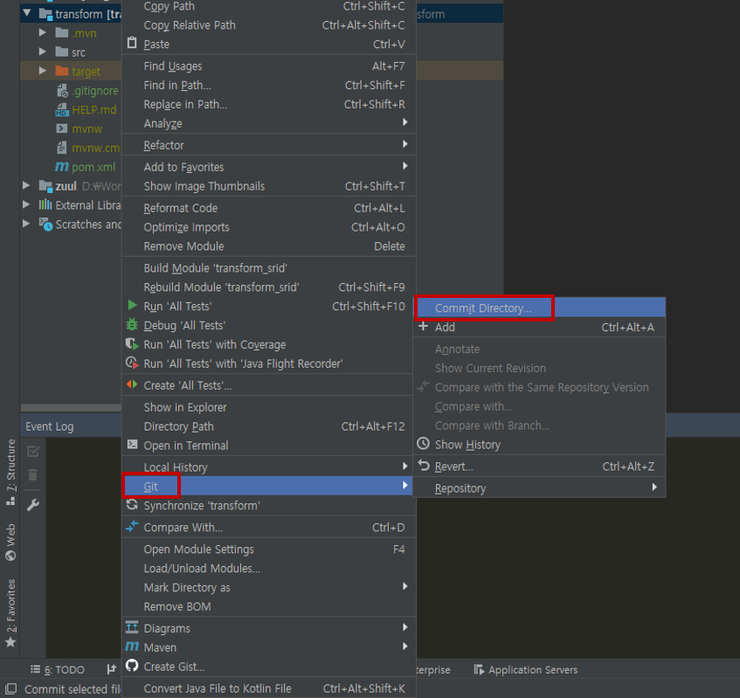 Copy Path Ctrl+Shift+C
transform [tra sform
Copy Relative Path Ctrl+Alt+Shift+C
.mvn
Paste Ctrl+V
src
Find Usages Alt+F7
target
Find in Path... Ctrl+Shift+F
.gitignore
Replace in Path... Ctrl+Shift+R
HELP.md
Analyze
mvnw
Refactor
mvnw.cm
pom.xml
Add to Favorites
zuul D:₩Wor
Show Image Thumbnails Ctrl+Shift+T
External Libra
Reformat Code Ctrl+Alt+L
Scratches and
Optimize Imports Ctrl+Alt+O
Remove Module Delete
Build Module 'transform_srid'
Rebuild Module 'transform_srid' Ctrl+Shift+F9
Run 'All Tests' Ctrl+Shift+F10
Debug 'All Tests'
Run 'All Tests' with Coverage
Run 'All Tests' with 'Java Flight Recorder'
Create 'All Tests'...
Show in Explorer
Directory Path Ctrl+Alt+F12
Open in Terminal
Local History
Git
Synchronize 'transform'
Compare With... Ctrl+D
Open Module Settings F4
Load/Unload Modules...
Mark Directory as
Remove BOM
Diagrams
Maven
Create Gist...
Convert Java File to Kotlin File Ctrl+Alt+Shift+K
Commit Directory...
Add Ctrl+Alt+A
Annotate
Show Current Revision
Compare with the Same Repository Version
Compare with...
Compare with Branch...
Show History
Revert... Ctrl+Alt+Z
Repository
Event Log
7: Structure
Web
2: Favorites
6: TODO
terprise
Application Servers
Commit selected file